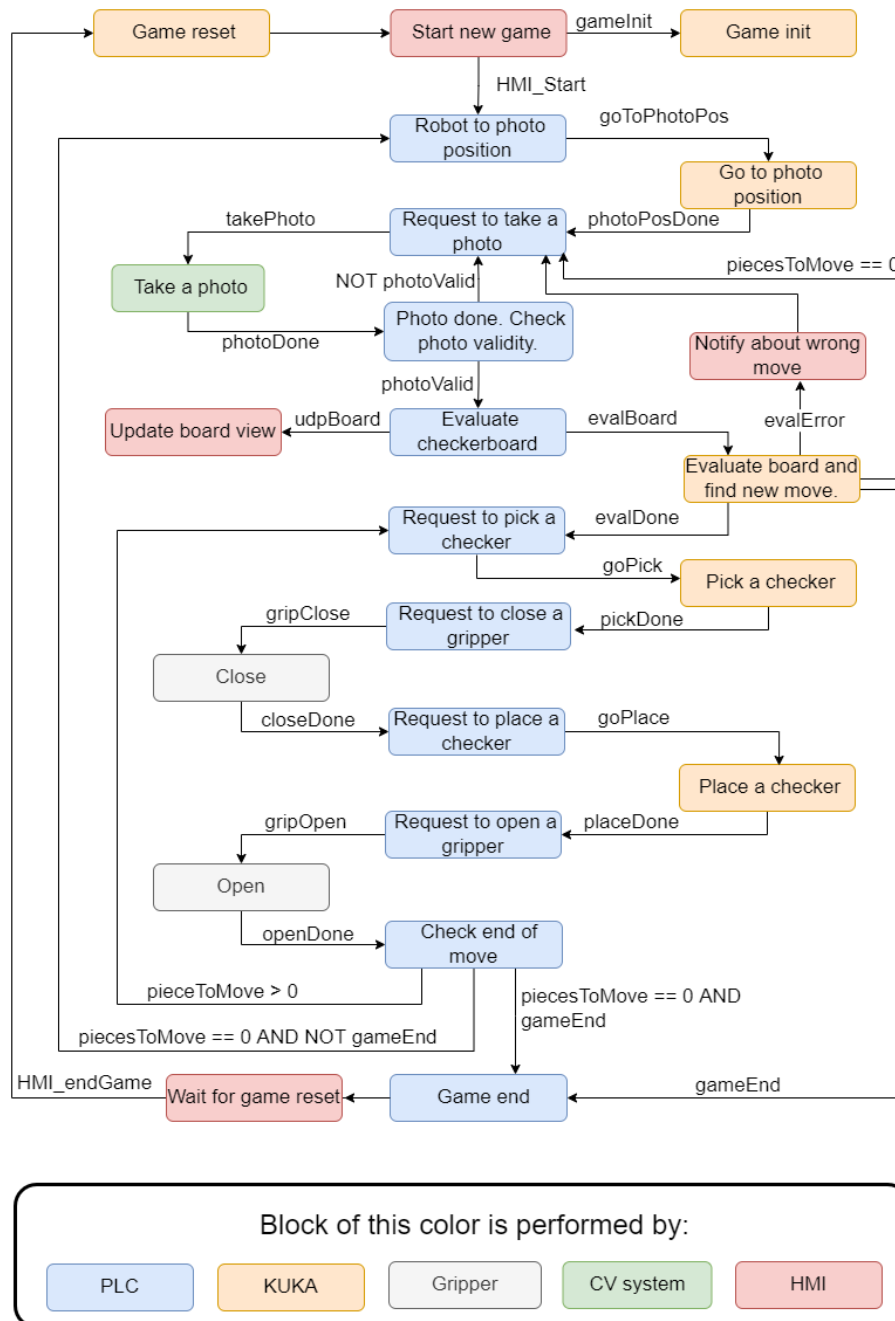 Game reset
Start new game
gameInit
Game init
HMI_Start
Robot to photo
position
goToPhotoPos
Go to photo
position
takePhoto
Request to take a
photo
photoPosDone
piecesToMove == 0
Take a photo
NOT photoValid
photoDone
Photo done. Check
photo validity.
Notify about wrong
move
photoValid
Update board view
udpBoard
Evaluate
checkerboard
evalBoard
evalError
Evaluate board and
find new move.
Request to pick a
checker
evalDone
goPick
Pick a checker
gripClose
Request to close a
gripper
pickDone
Close
closeDone
Request to place a
checker
goPlace
Place a checker
gripOpen
Request to open a
gripper
placeDone
Open
openDone
Check end of
move
pieceToMove > 0
piecesToMove == 0 AND
gameEnd
piecesToMove == 0 AND NOT gameEnd
HMI_endGame
Wait for game reset
Game end
gameEnd
Block of this color is performed by:
PLC
KUKA
Gripper
CV system
HMI